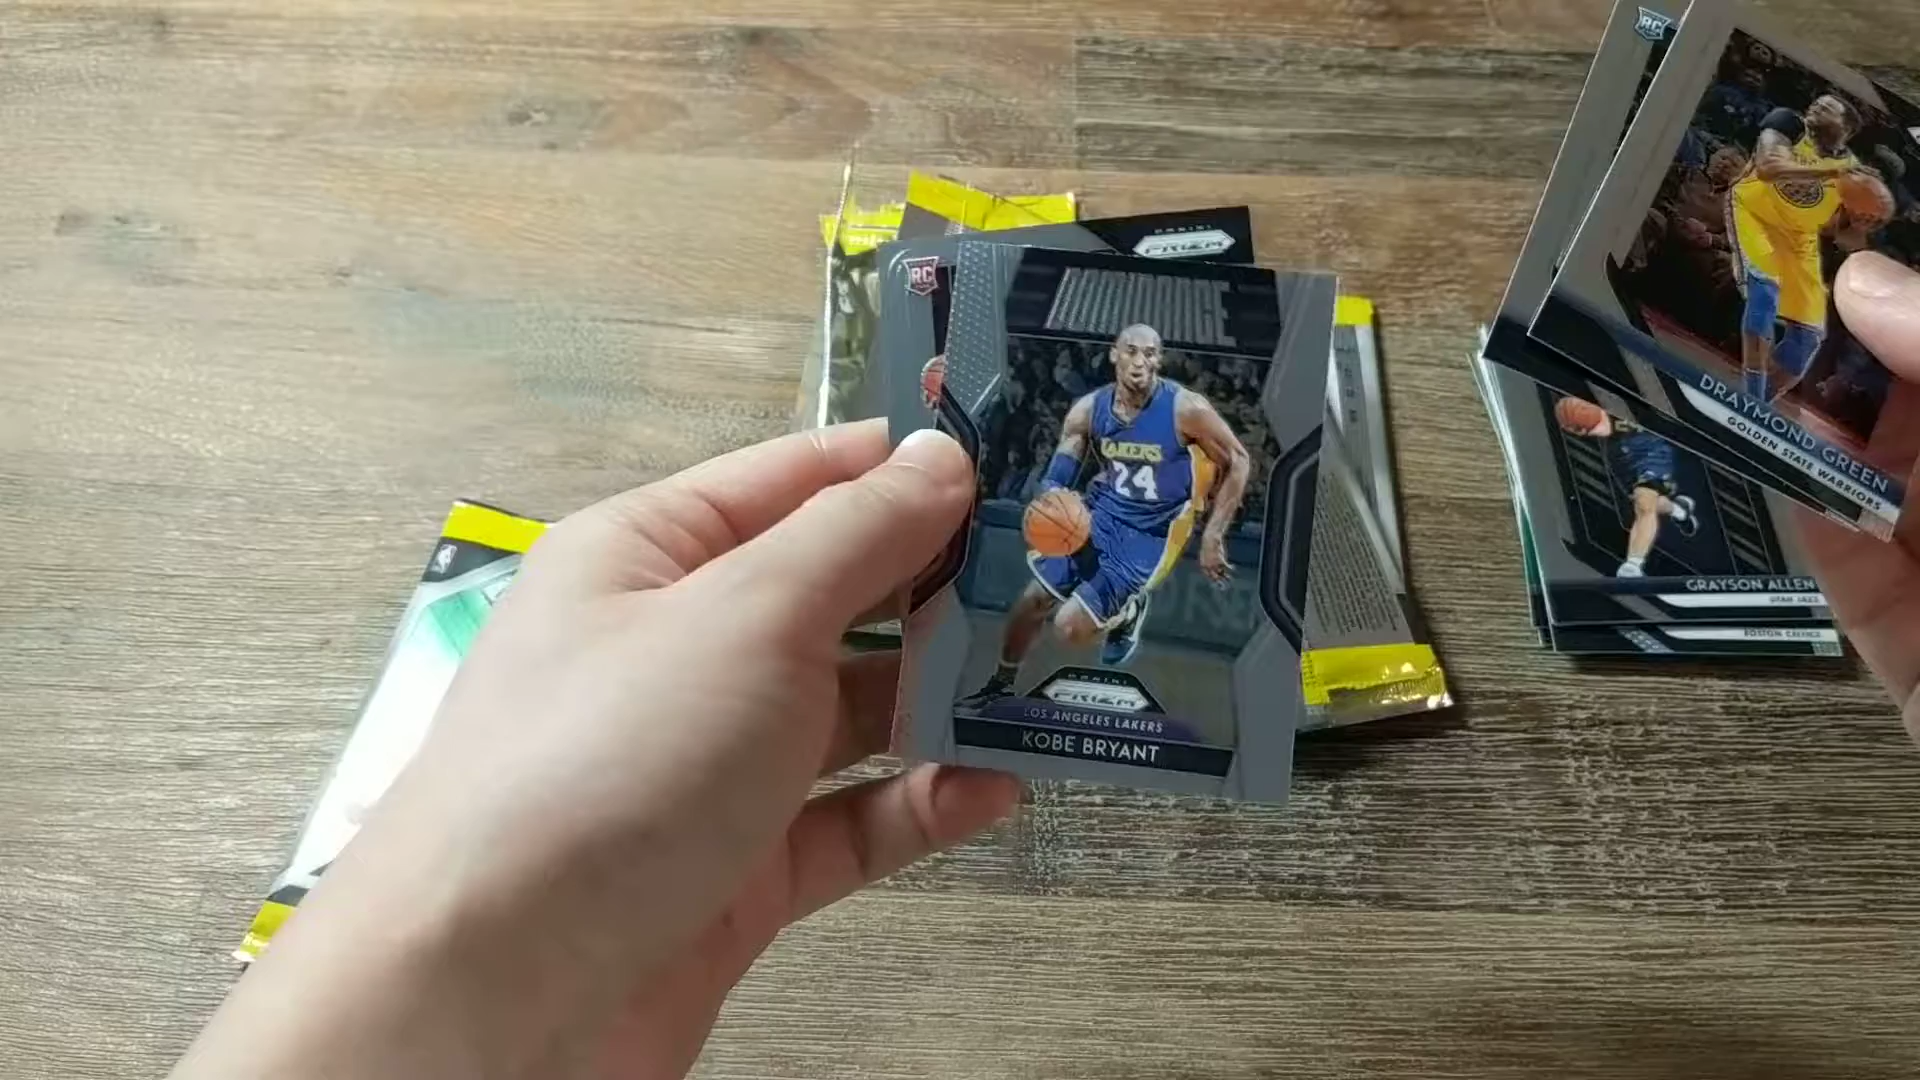 RC
PANINI
PRIZM
RC
DOMINANCE
LAKERS
24
PANINI
PRIZM
LOS ANGELES LAKERS
KOBE BRYANT
DRAYMOND GREEN
GOLDEN STATE WARRIORS
GRAYSON ALLEN
UTAH JAZZ
BOSTON CELTICS